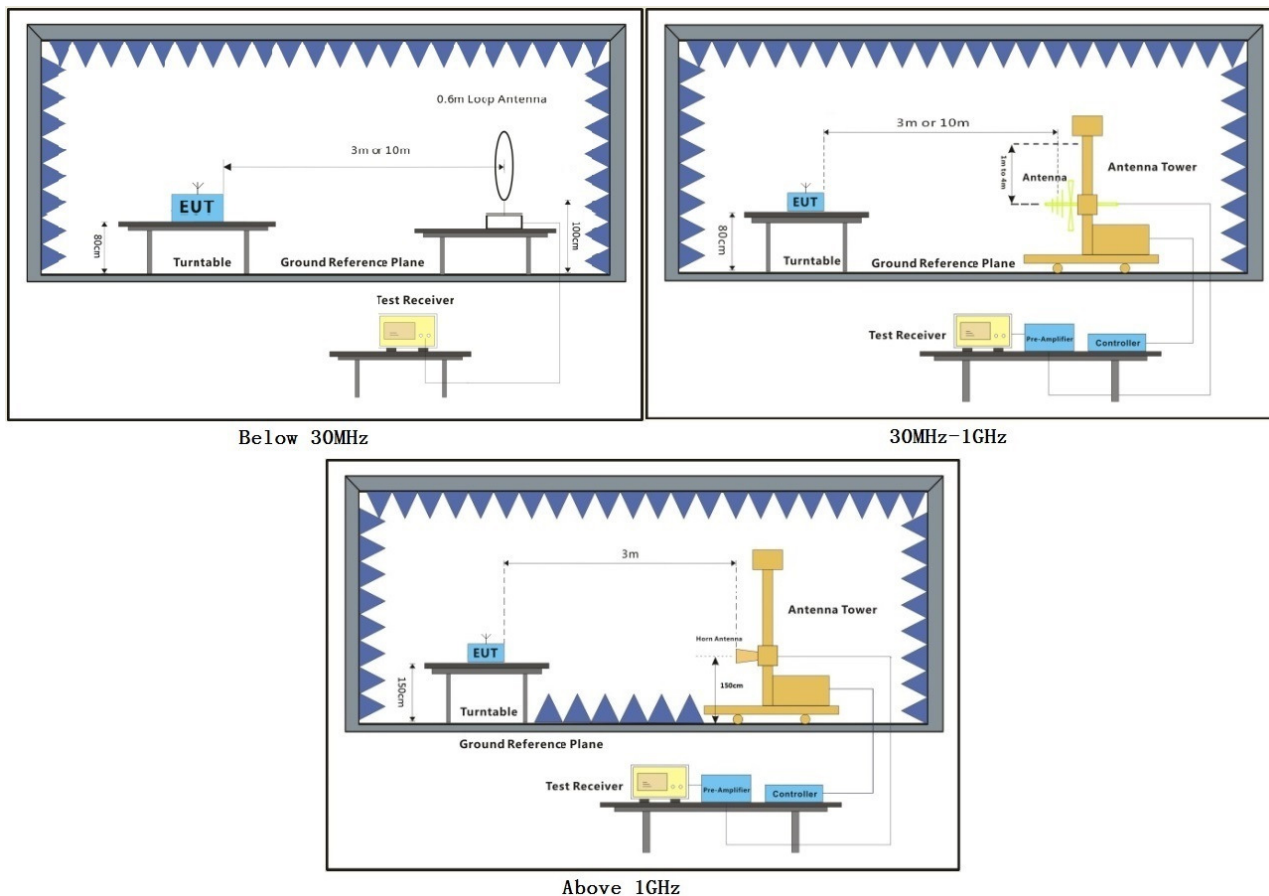 0.6m Loop Antenna
3m or 10m
EUT
80cm
100cm
Turntable
Ground Reference Plane
Test Receiver
Below 30MHz
3m or 10m
1m to 4m
Antenna
Antenna Tower
EUT
80cm
Turntable
Ground Reference Plane
Test Receiver
Pre-Amplifier
Controller
30MHz-1GHz
3m
Antenna Tower
Horn Antenna
EUT
150cm
150cm
Turntable
Ground Reference Plane
Test Receiver
Pre-Amplifier
Controller
Above 1GHz